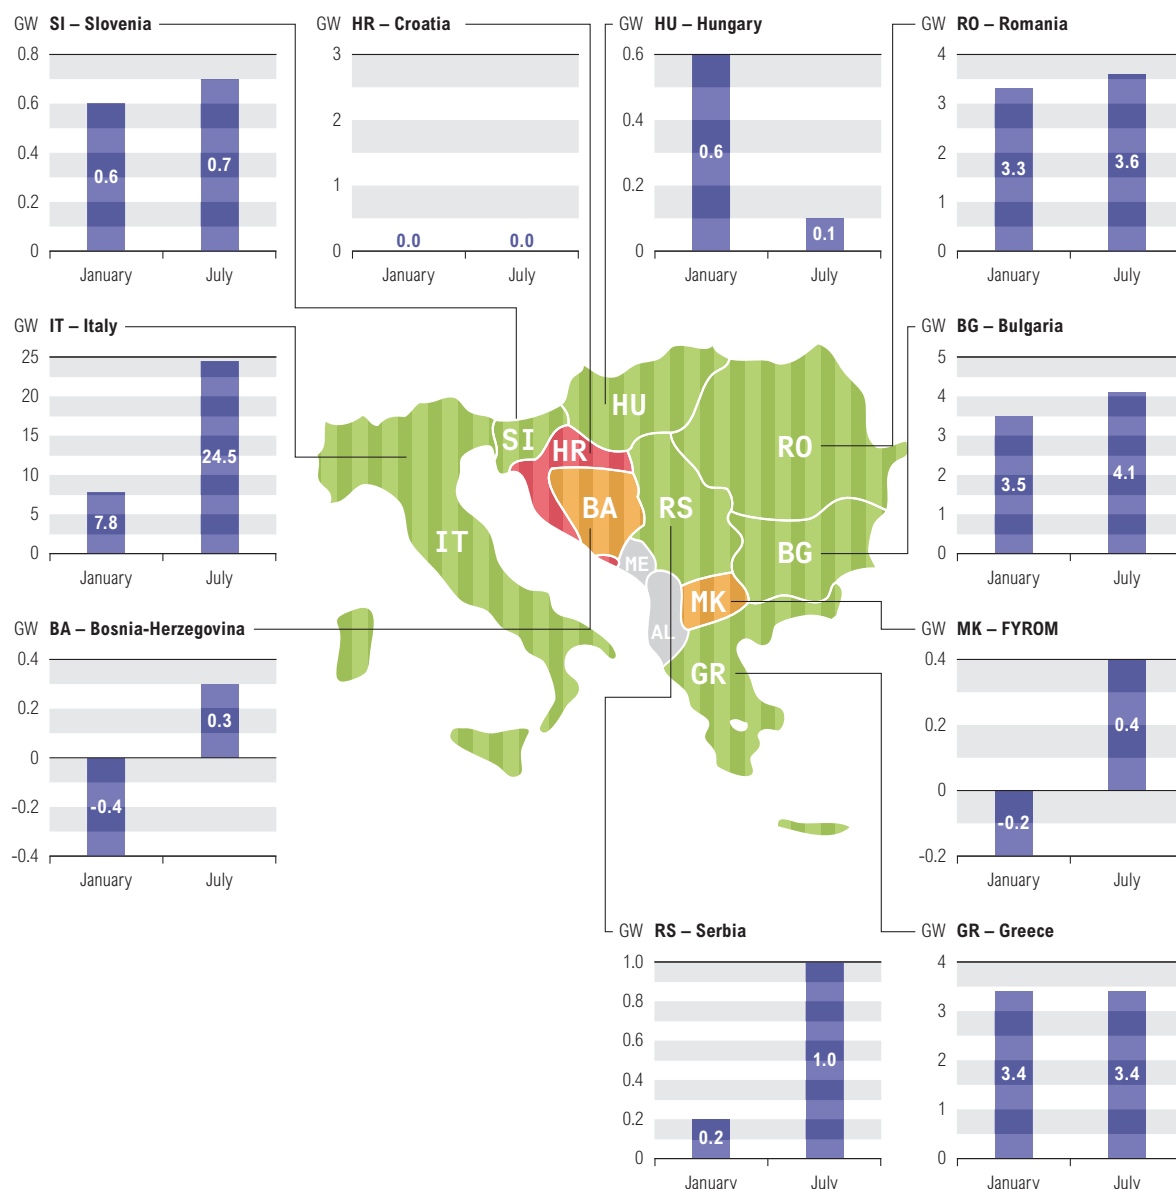 GW SI – Slovenia
0.8
0.6
0.4
0.2
0
0.6
0.7
January
July
GW HR – Croatia
3
2
1
0
0.0
0.0
January
July
GW HU – Hungary
0.6
0.4
0.2
0
0.6
0.1
January
July
GW RO – Romania
4
3
2
1
0
3.3
3.6
January
July
GW IT – Italy
25
20
15
10
5
0
7.8
24.5
January
July
HU
SI
HR
RO
BA
RS
IT
BG
ME
MK
AL
GR
GW BG – Bulgaria
5
4
3
2
1
0
3.5
4.1
January
July
GW BA – Bosnia-Herzegovina
0.4
0.2
0
-0.2
-0.4
-0.4
0.3
January
July
GW MK – FYROM
0.4
0.2
0
-0.2
-0.2
0.4
January
July
GW RS – Serbia
1.0
0.8
0.6
0.4
0.2
0
0.2
1.0
January
July
GW GR – Greece
4
3
2
1
0
3.4
3.4
January
July